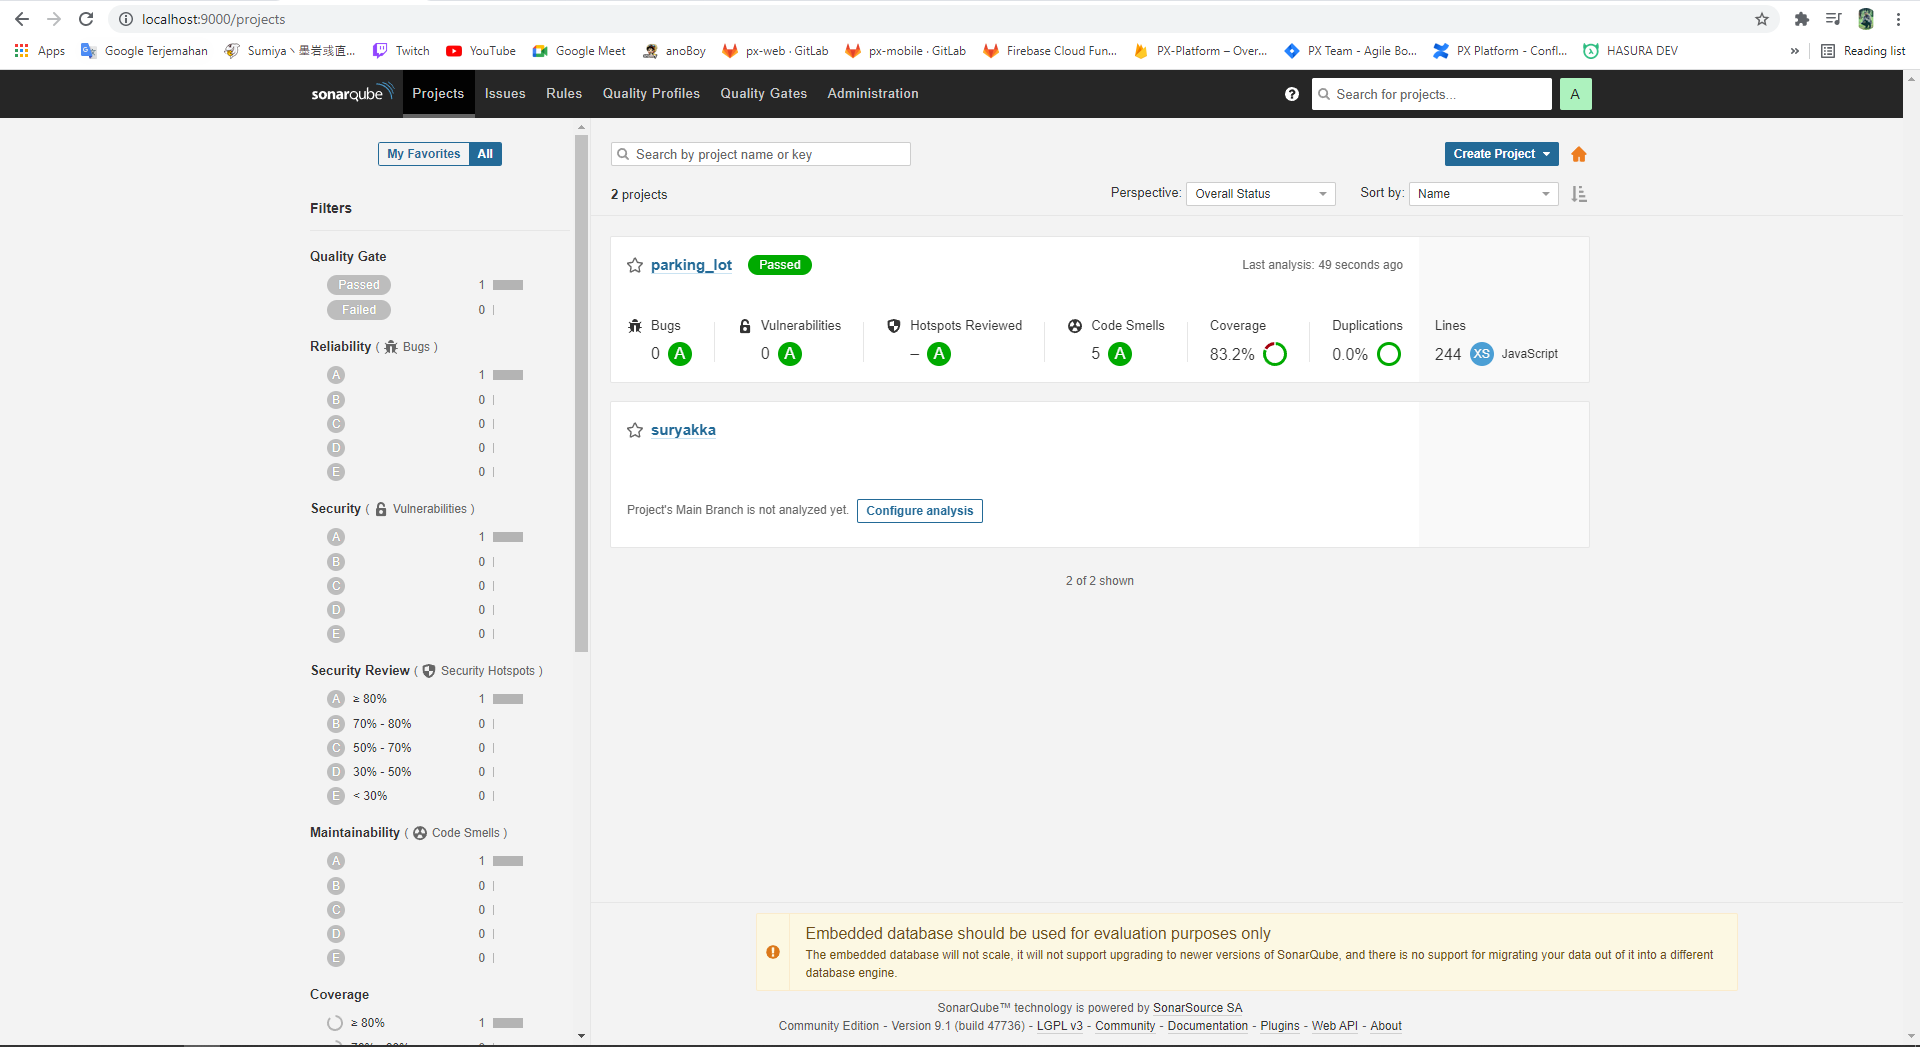 localhost:9000/projects
Apps
Google Terjemahan
Twitch
YouTube
Google Meet
anoBoy
px-web · GitLab
px-mobile · GitLab
Firebase Cloud Fun...
PX-Platform – Over...
PX Team - Agile Bo...
PX Platform - Confl...
HASURA DEV
»
Reading list
sonarqube
Projects
Issues
Rules
Quality Profiles
Quality Gates
Administration
Search for projects...
A
My Favorites
All
Search by project name or key
Create Project
2 projects
Perspective:
Overall Status
Sort by:
Name
Filters
Quality Gate
Passed 1
Failed 0
Reliability ( Bugs )
A 1
B 0
C 0
D 0
E 0
Security ( Vulnerabilities )
A 1
B 0
C 0
D 0
E 0
Security Review ( Security Hotspots )
A ≥ 80% 1
B 70% - 80% 0
C 50% - 70% 0
D 30% - 50% 0
E < 30% 0
Maintainability ( Code Smells )
A 1
B 0
C 0
D 0
E 0
Coverage
≥ 80% 1
parking_lot
Passed
Last analysis: 49 seconds ago
Bugs
0 A
Vulnerabilities
0 A
Hotspots Reviewed
– A
Code Smells
5 A
Coverage
83.2%
Duplications
0.0%
Lines
244 XS JavaScript
suryakka
Project's Main Branch is not analyzed yet.
Configure analysis
2 of 2 shown
Embedded database should be used for evaluation purposes only
The embedded database will not scale, it will not support upgrading to newer versions of SonarQube, and there is no support for migrating your data out of it into a different
database engine.
SonarQube™ technology is powered by SonarSource SA
Community Edition - Version 9.1 (build 47736) - LGPL v3 - Community - Documentation - Plugins - Web API - About